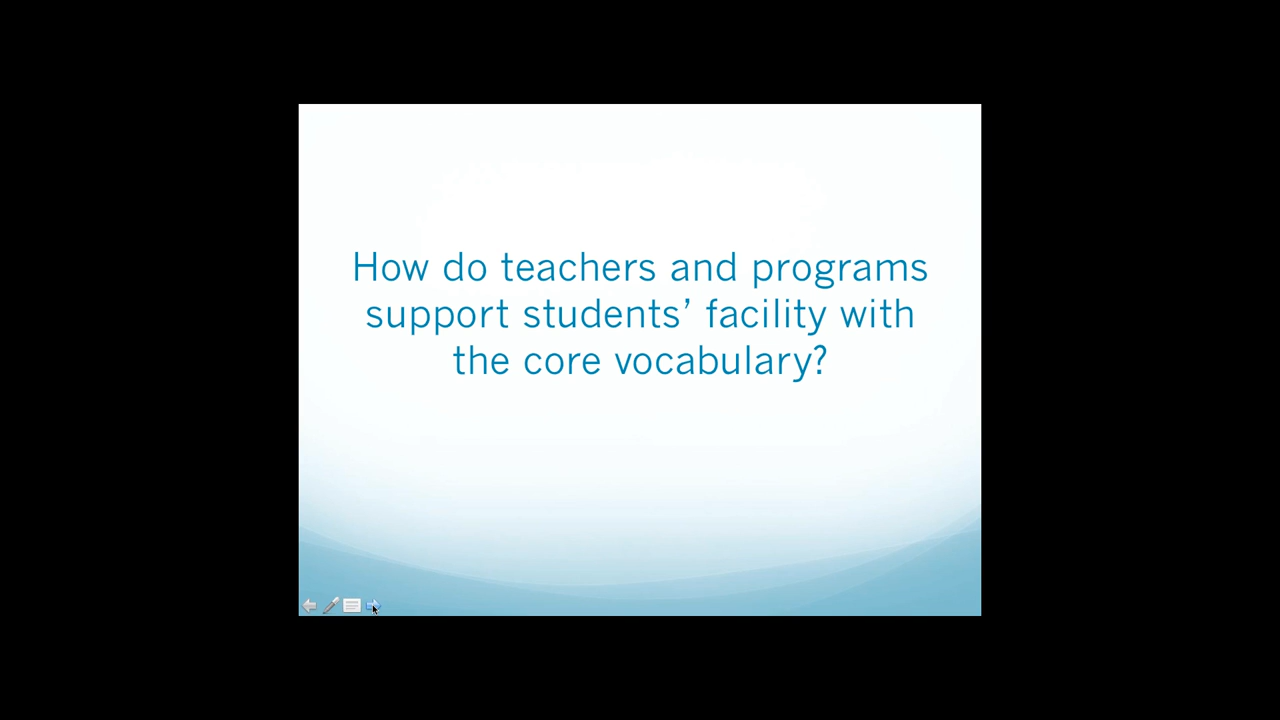 How do teachers and programs
support students’ facility with
the core vocabulary?